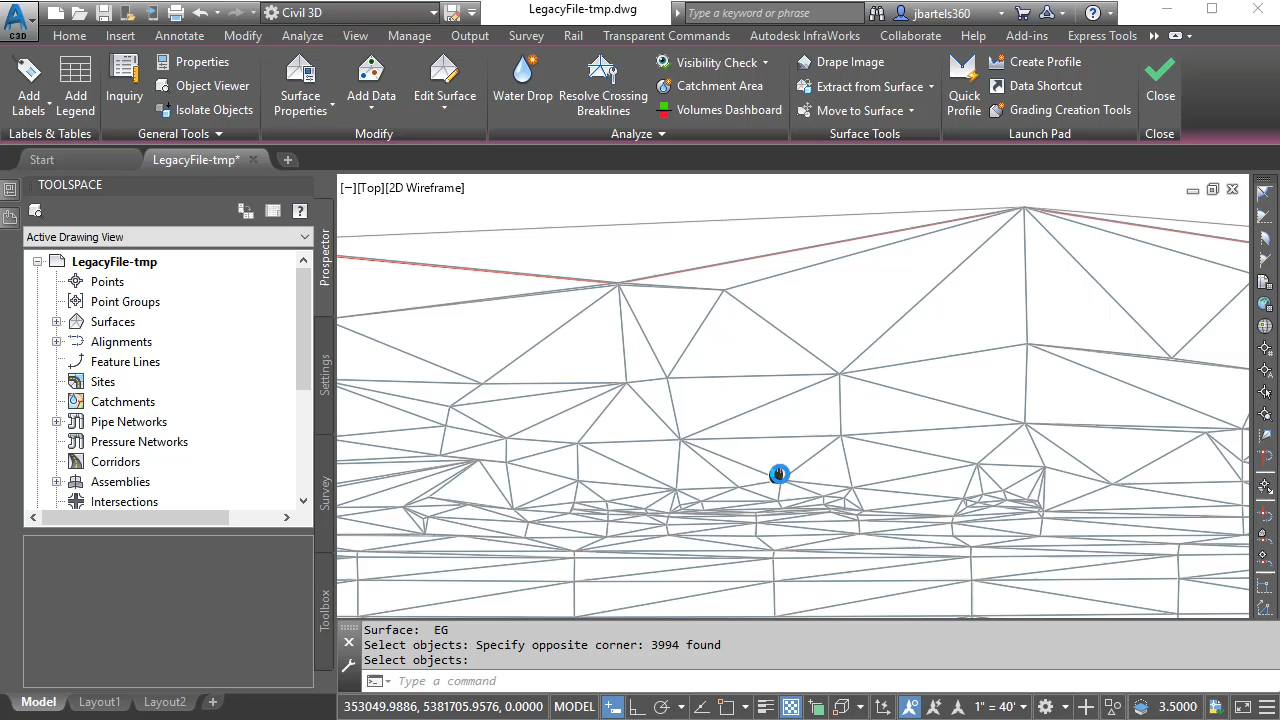 Civil 3D
LegacyFile-tmp.dwg
Type a keyword or phrase
jbartels360
C3D
Home Insert Annotate Modify Analyze View Manage Output Survey Rail Transparent Commands Autodesk InfraWorks Collaborate Help Add-ins Express Tools
Add Labels
Add Legend
Inquiry
Properties
Object Viewer
Isolate Objects
Surface Properties
Add Data
Edit Surface
Water Drop
Resolve Crossing Breaklines
Visibility Check
Catchment Area
Volumes Dashboard
Drape Image
Extract from Surface
Move to Surface
Quick Profile
Create Profile
Data Shortcut
Grading Creation Tools
Close
Labels & Tables
General Tools
Modify
Analyze
Surface Tools
Launch Pad
Close
Start
LegacyFile-tmp*
TOOLSPACE
[−][Top][2D Wireframe]
Active Drawing View
Prospector
Settings
Survey
Toolbox
LegacyFile-tmp
Points
Point Groups
Surfaces
Alignments
Feature Lines
Sites
Catchments
Pipe Networks
Pressure Networks
Corridors
Assemblies
Intersections
Surface: EG
Select objects: Specify opposite corner: 3994 found
Select objects:
Type a command
Model Layout1 Layout2
353049.9886, 5381705.9576, 0.0000 MODEL
1" = 40'
3.5000